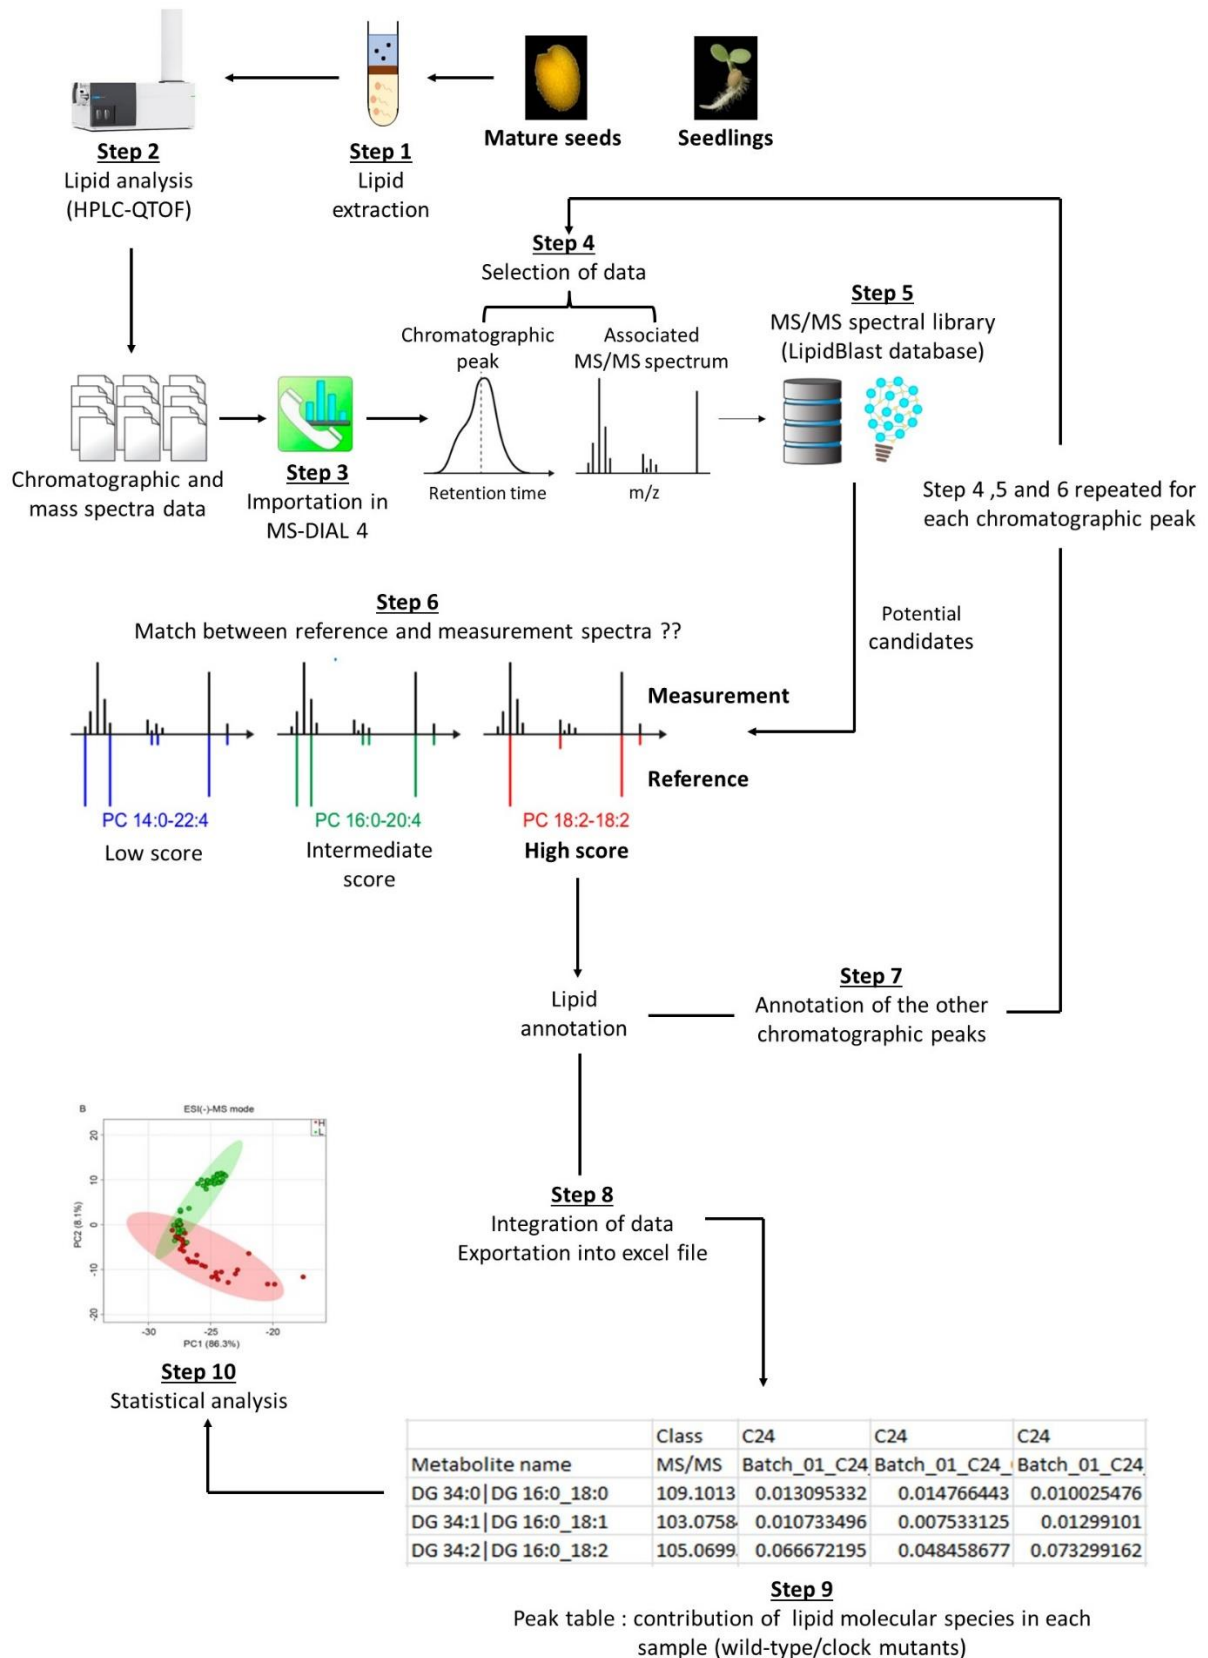 Mature seeds
Seedlings
Step 1
Lipid
extraction
Step 2
Lipid analysis
(HPLC-QTOF)
Chromatographic and
mass spectra data
Step 3
Importation in
MS-DIAL 4
Step 4
Selection of data
Chromatographic
peak
Retention time
Associated
MS/MS spectrum
m/z
Step 5
MS/MS spectral library
(LipidBlast database)
Step 4 ,5 and 6 repeated for
each chromatographic peak
Potential
candidates
Step 6
Match between reference and measurement spectra ??
Measurement
Reference
PC 14:0-22:4
Low score
PC 16:0-20:4
Intermediate
score
PC 18:2-18:2
High score
Lipid
annotation
Step 7
Annotation of the other
chromatographic peaks
Step 8
Integration of data
Exportation into excel file
B
ESI(-)-MS mode
H
L
PC2 (8.1%)
20
10
0
-10
-20
-30 -25 -20
PC1 (86.3%)
Step 10
Statistical analysis
Class C24 C24 C24
Metabolite name MS/MS Batch_01_C24_ Batch_01_C24_ Batch_01_C24_
DG 34:0|DG 16:0_18:0 109.1013 0.013095332 0.014766443 0.010025476
DG 34:1|DG 16:0_18:1 103.0758 0.010733496 0.007533125 0.01299101
DG 34:2|DG 16:0_18:2 105.0699 0.066672195 0.048458677 0.073299162
Step 9
Peak table : contribution of lipid molecular species in each
sample (wild-type/clock mutants)